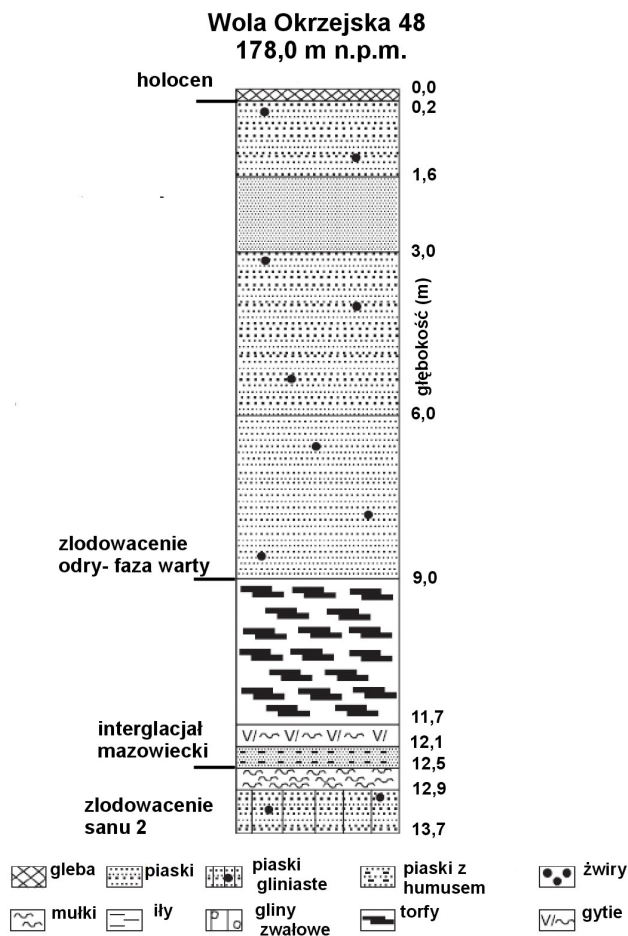 Wola Okrzejska 48
178,0 m n.p.m.
holocen
0,0
0,2
1,6
3,0
głębokość (m)
6,0
zlodowacenie
odry- faza warty
9,0
11,7
interglacjał
mazowiecki
12,1
12,5
12,9
zlodowacenie
sanu 2
13,7
gleba
piaski
piaski
gliniaste
piaski z
humusem
żwiry
mułki
iły
gliny
zwałowe
torfy
gytie